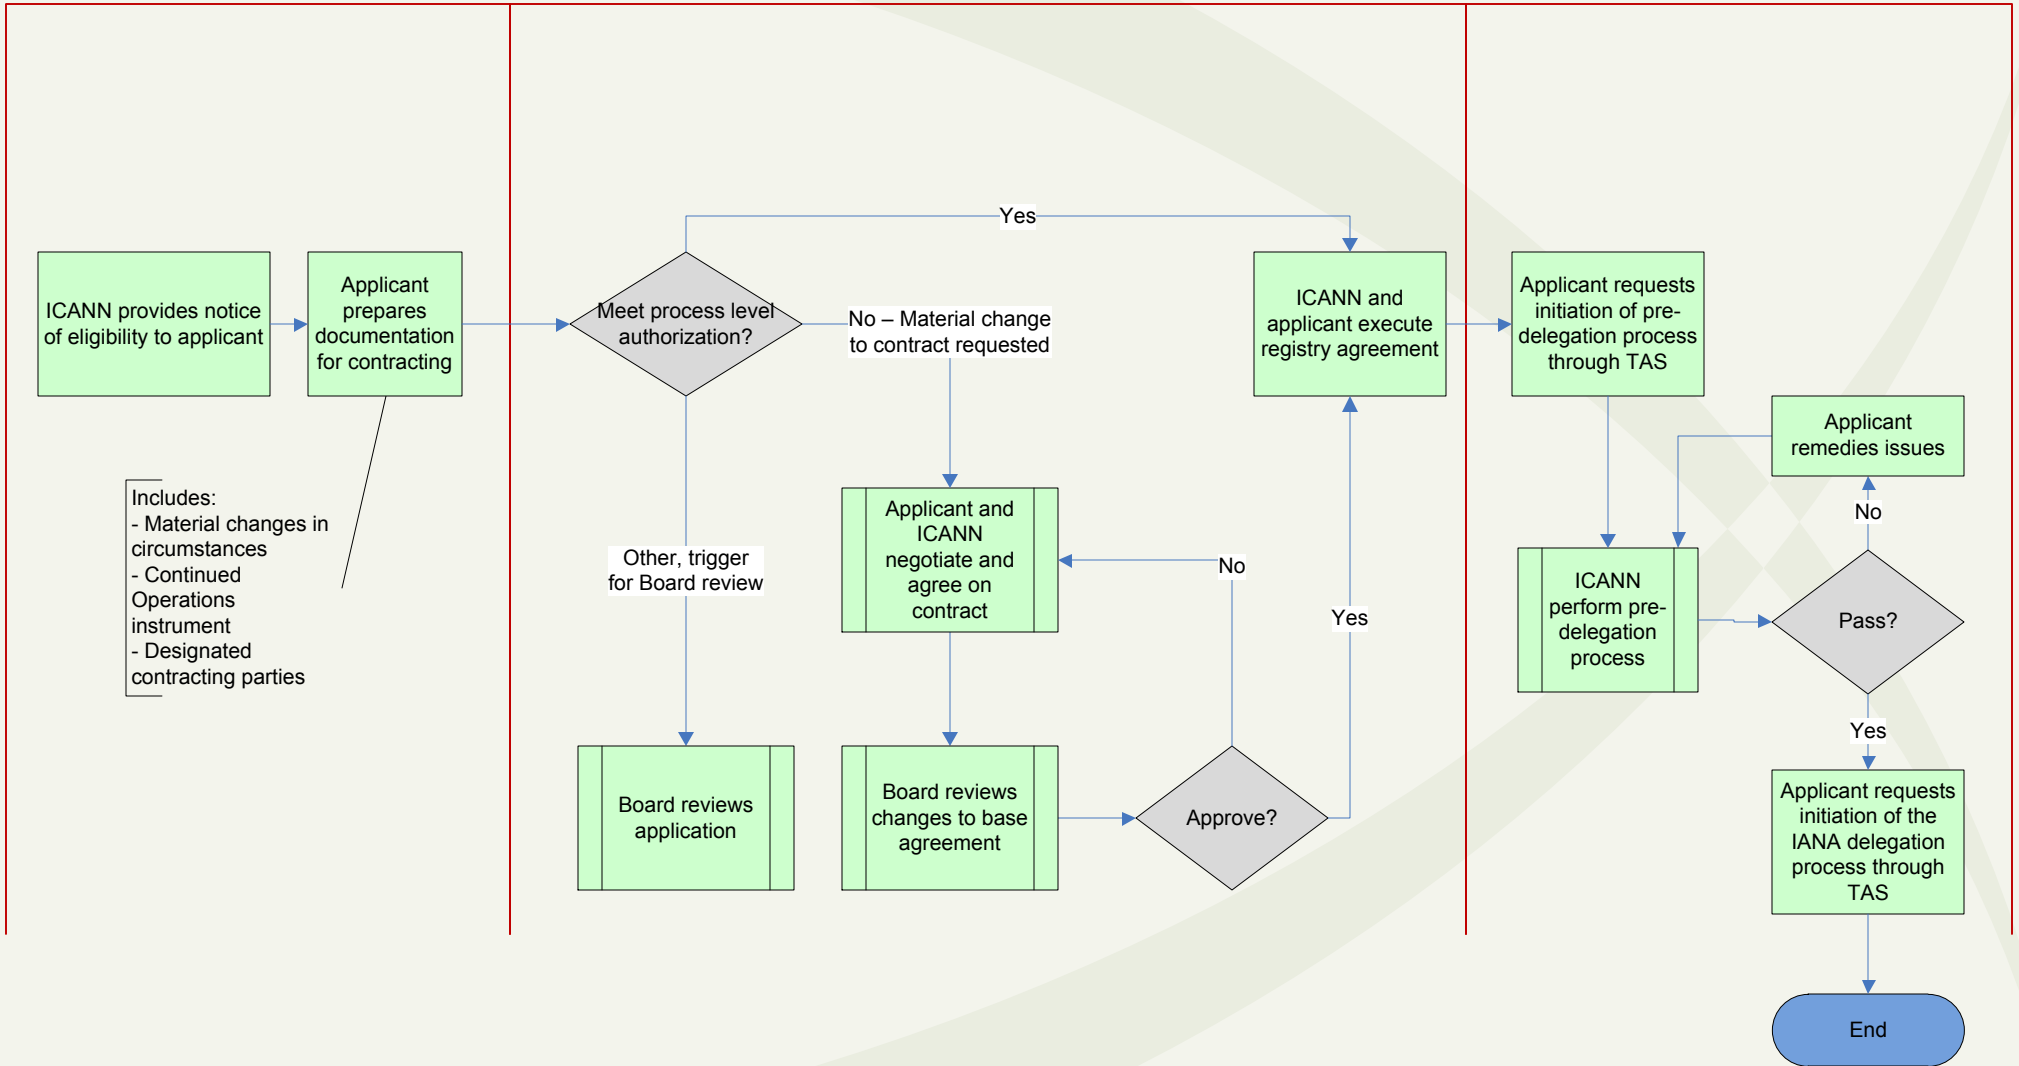 ICANN provides notice
of eligibility to applicant
Applicant
prepares
documentation
for contracting
Includes:
- Material changes in
circumstances
- Continued
Operations
instrument
- Designated
contracting parties
Meet process level
authorization?
Yes
No – Material change
to contract requested
Other, trigger
for Board review
Board reviews
application
Applicant and
ICANN
negotiate and
agree on
contract
Board reviews
changes to base
agreement
Approve?
No
Yes
ICANN and
applicant execute
registry agreement
Applicant requests
initiation of pre-
delegation process
through TAS
Applicant
remedies issues
No
ICANN
perform pre-
delegation
process
Pass?
Yes
Applicant requests
initiation of the
IANA delegation
process through
TAS
End